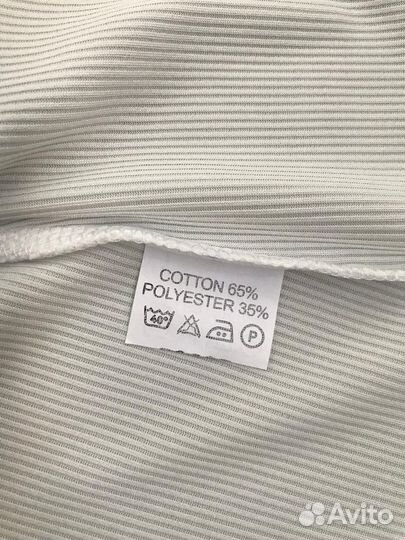 COTTON 65%
POLYESTER 35%
40° P
Avito